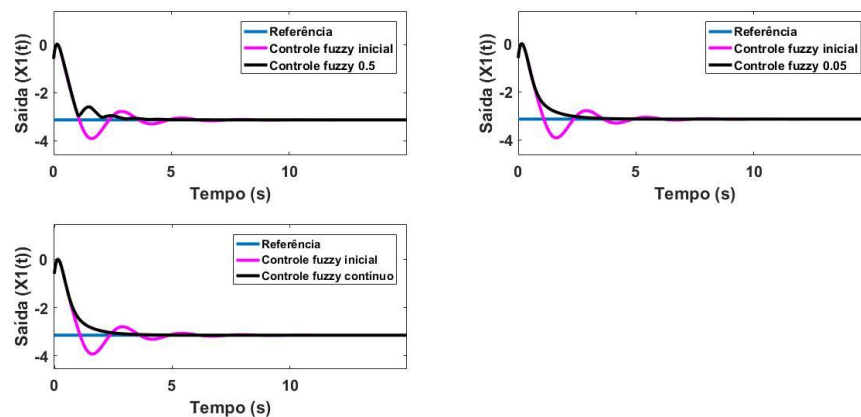 Saída (X1(t))
0
-2
-4
0
5
10
Tempo (s)
Referência
Controle fuzzy inicial
Controle fuzzy 0.5
Saída (X1(t))
0
-2
-4
0
5
10
Tempo (s)
Referência
Controle fuzzy inicial
Controle fuzzy 0.05
Saída (X1(t))
0
-2
-4
0
5
10
Tempo (s)
Referência
Controle fuzzy inicial
Controle fuzzy contínuo